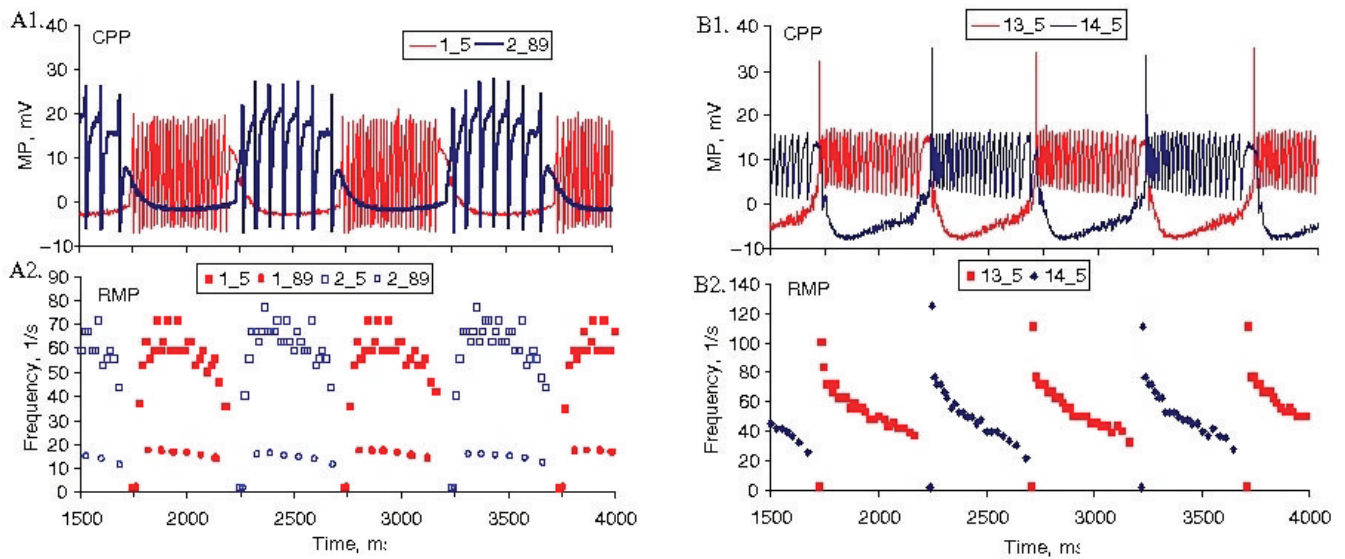 A1.
CPP
1_5 2_89
MP, mV
40
30
20
10
0
−10
B1.
CPP
13_5 14_5
MP, mV
40
30
20
10
0
−10
A2.
RMP
1_5 1_89 2_5 2_89
Frequency, 1/s
90
80
70
60
50
40
30
20
10
0
1500 2000 2500 3000 3500 4000
Time, ms
B2.
RMP
13_5 14_5
Frequency, 1/s
140
120
100
80
60
40
20
0
1500 2000 2500 3000 3500 4000
Time, ms